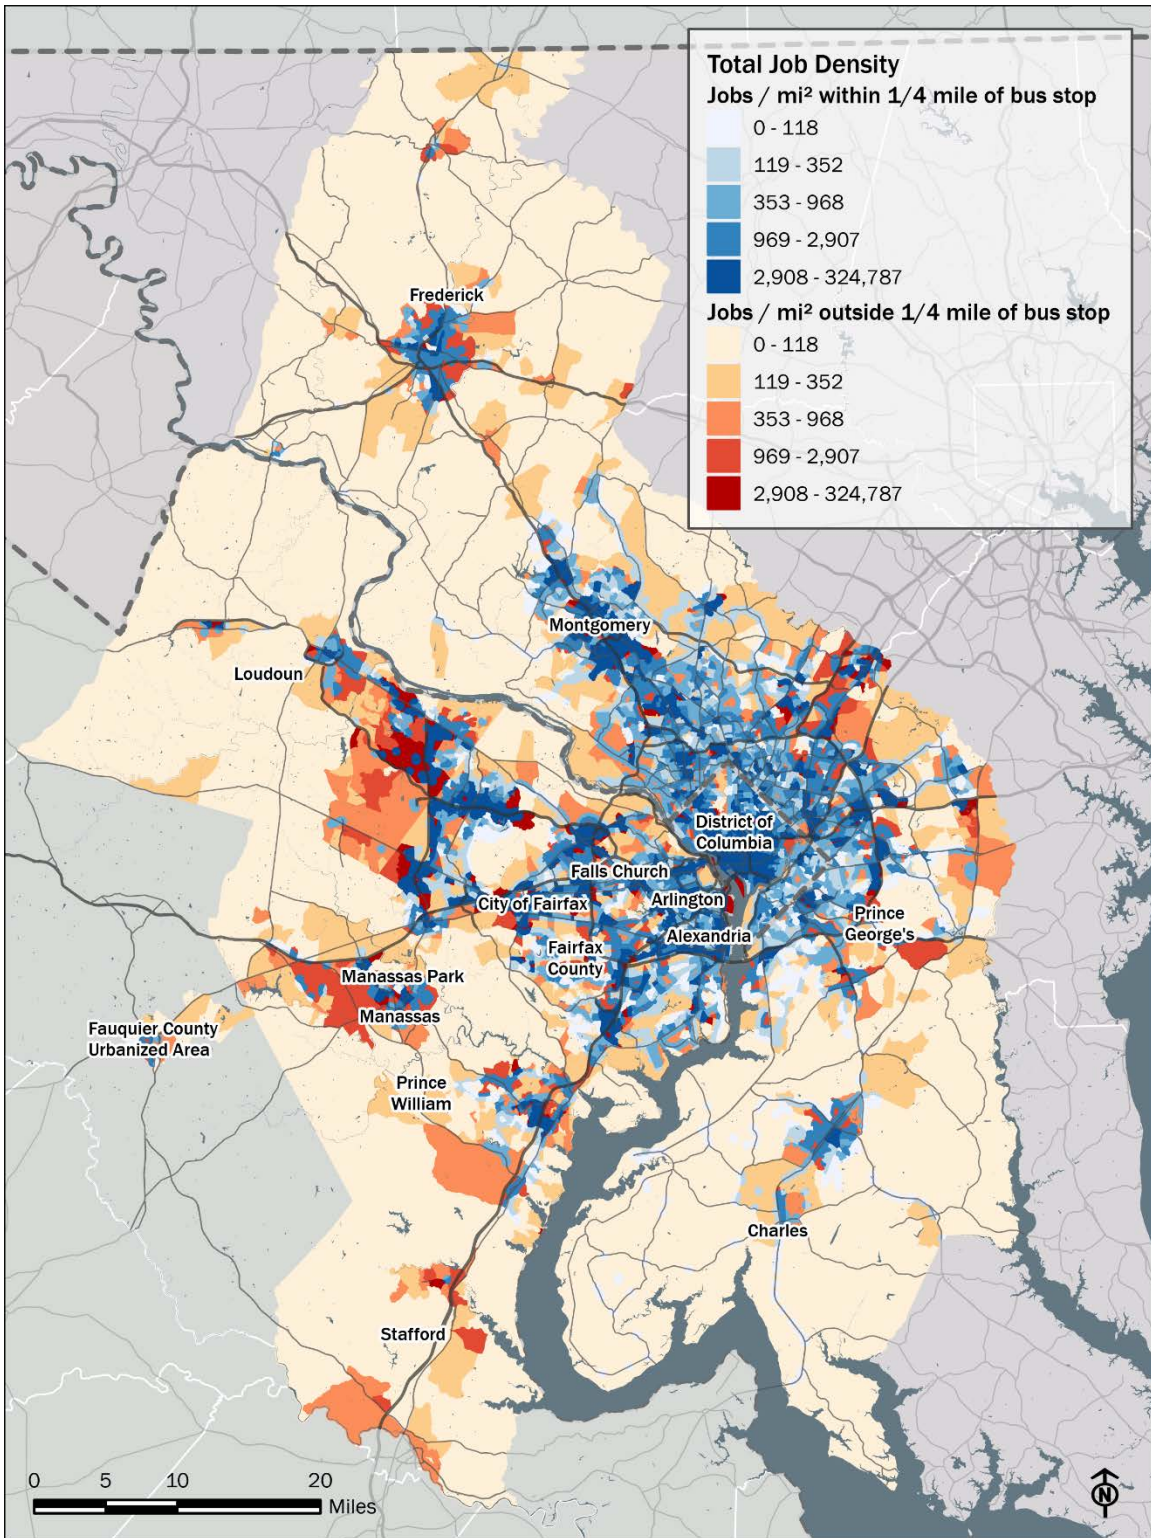 Total Job Density
Jobs / mi² within 1/4 mile of bus stop
0 - 118
119 - 352
353 - 968
969 - 2,907
2,908 - 324,787
Jobs / mi² outside 1/4 mile of bus stop
0 - 118
119 - 352
353 - 968
969 - 2,907
2,908 - 324,787
Frederick
Montgomery
Loudoun
District of
Columbia
Falls Church
City of Fairfax
Arlington
Prince
George's
Alexandria
Fairfax
County
Manassas Park
Manassas
Fauquier County
Urbanized Area
Prince
William
Charles
Stafford
0 5 10 20
Miles
N